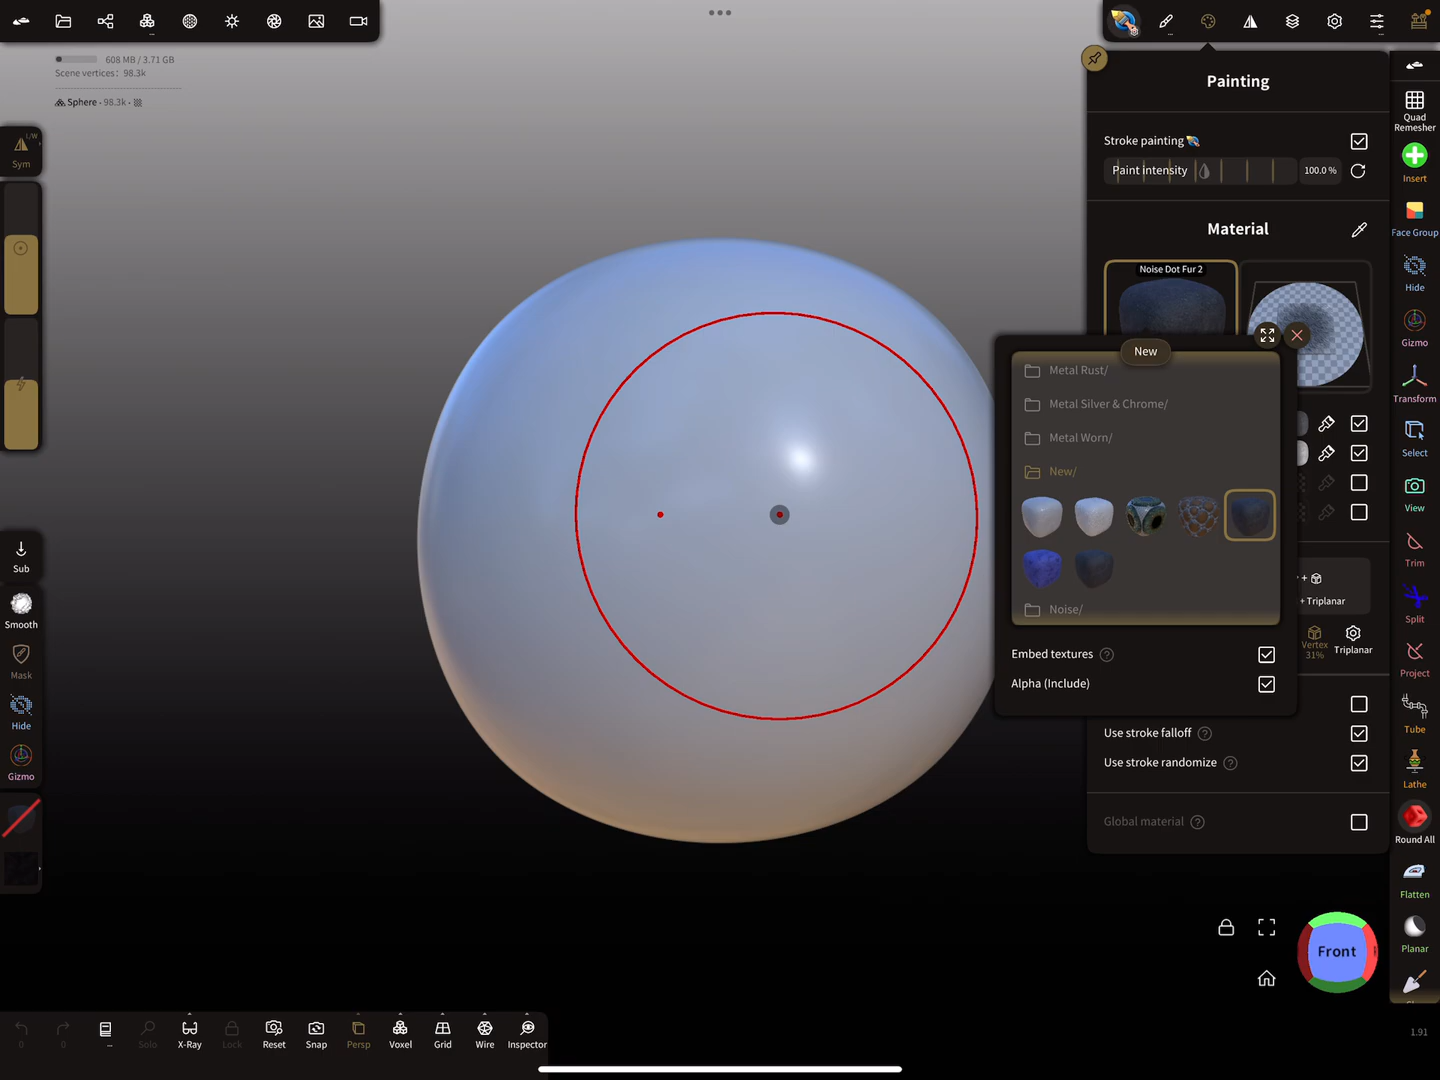 608 MB / 3.71 GB
Scene vertices: 98.3k
Sphere • 98.3k •
L/W
Sym
Sub
Smooth
Mask
Hide
Gizmo
Painting
Stroke painting
Paint intensity
100.0 %
Material
Noise Dot Fur 2
New
Metal Rust/
Metal Silver & Chrome/
Metal Worn/
New/
Noise/
Embed textures ?
Alpha (Include)
+
+ Triplanar
Vertex
31%
Triplanar
Use stroke falloff ?
Use stroke randomize ?
Global material ?
Quad
Remesher
Insert
Face Group
Hide
Gizmo
Transform
Select
View
Trim
Split
Project
Tube
Lathe
Round All
Flatten
Planar
Front
0
0
...
Solo
X-Ray
Lock
Reset
Snap
Persp
Voxel
Grid
Wire
Inspector
1.91